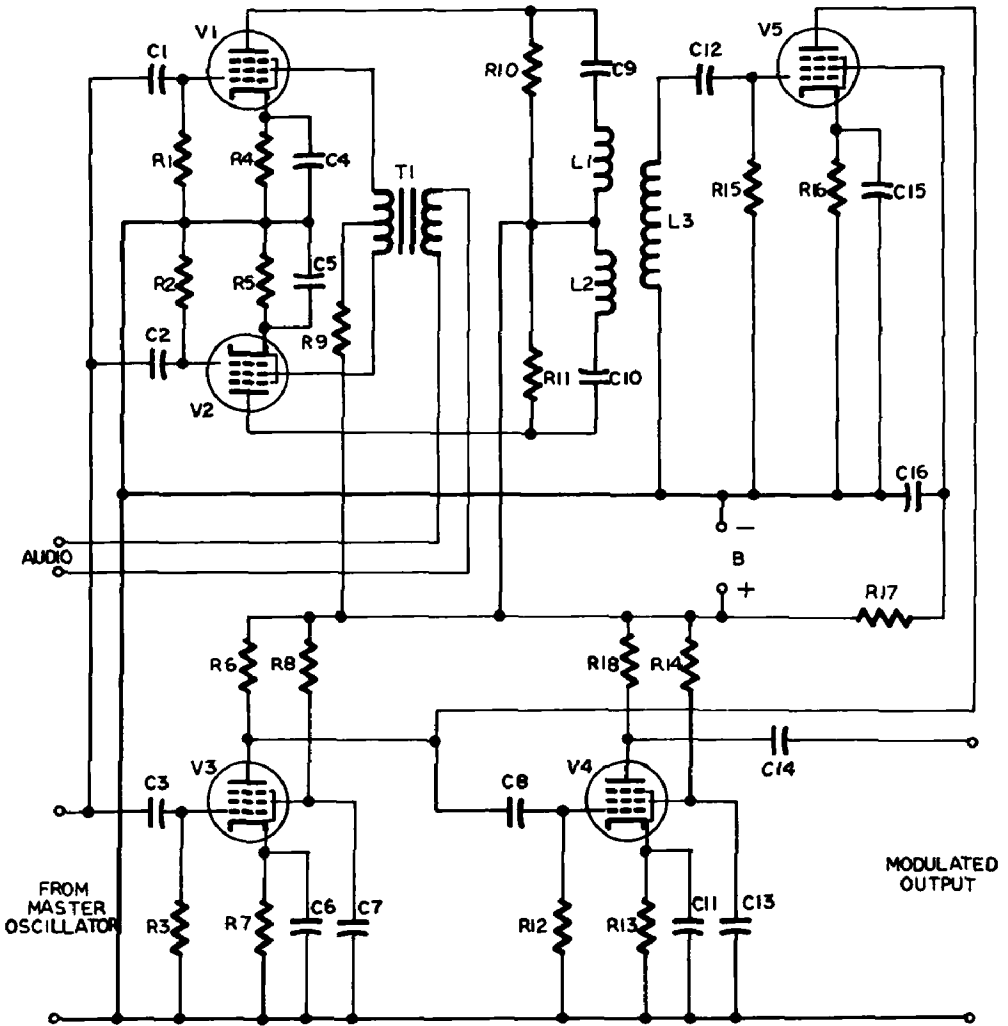 V1
C1
R1
R4
C4
T1
R2
R5
C5
C2
R9
V2
R10
C9
L1
L2
R11
C10
L3
C12
V5
R15
R16
C15
C16
AUDIO
−
B
+
R17
R6
R8
R18
R14
C14
V3
C3
C8
V4
R3
R7
C6
C7
R12
R13
C11
C13
FROM
MASTER
OSCILLATOR
MODULATED
OUTPUT